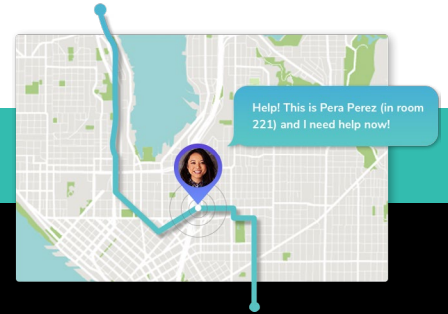 Help! This is Pera Perez (in room
221) and I need help now!